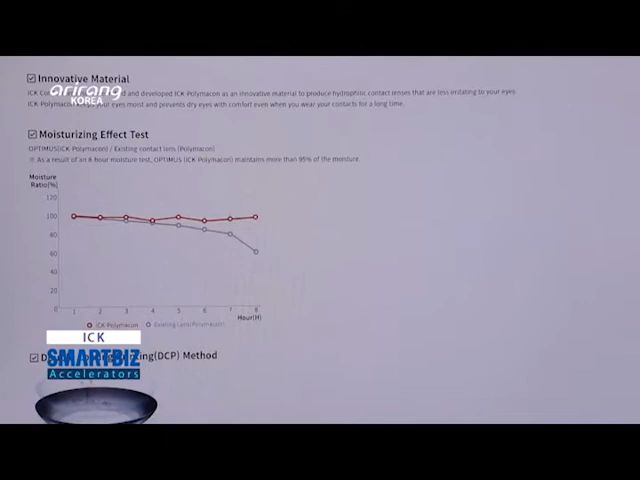 Innovative Material
arirang
KOREA
ICK and developed ICK Polymacon as an innovative material to produce hydrophilic contact lenses that are less irritating to your eyes.
ICK Polymacon keeps your eyes moist and prevents dry eyes with comfort even when you wear your contacts for a long time.
Moisturizing Effect Test
OPTIMUS(ICK Polymacon) / Existing contact lens (Polymacon)
※ As a result of an 8 hour moisture test, OPTIMUS (ICK Polymacon) maintains more than 95% of the moisture.
Moisture
Ratio(%)
120
100
80
60
40
20
0
1 2 3 4 5 6 7 8
Hour(H)
ICK Polymacon Existing Lens(Polymacon)
ICK
(DCP) Method
SMARTBIZ
Accelerators